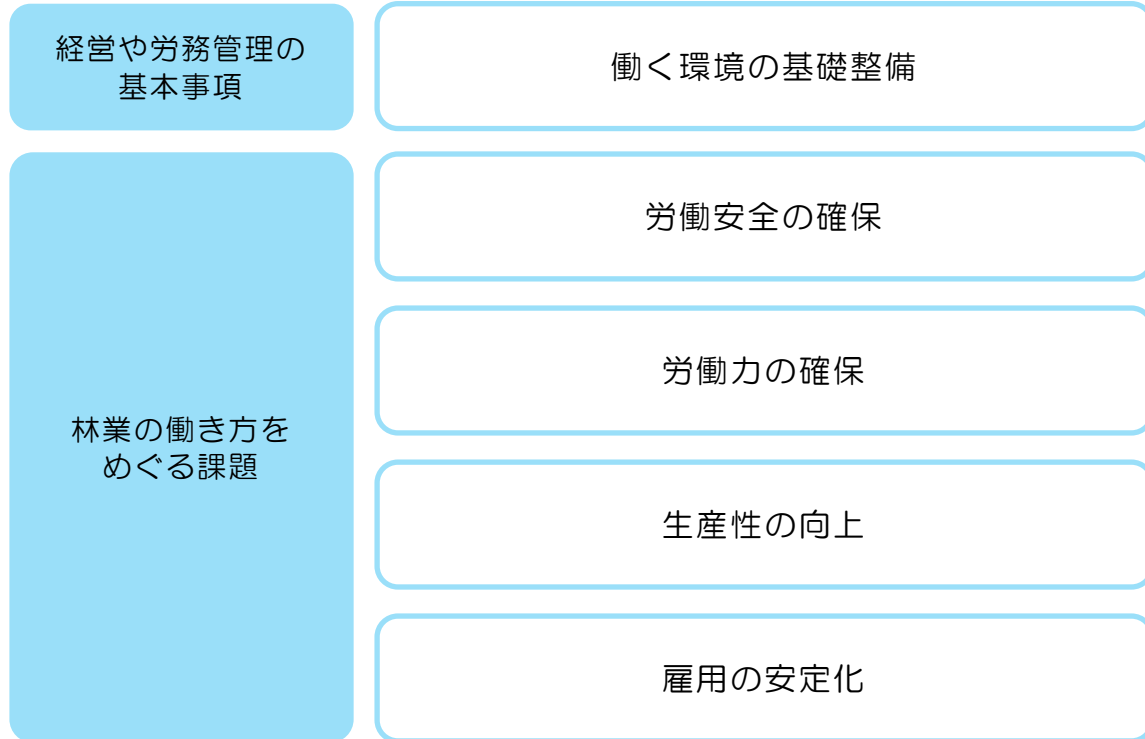 経営や労務管理の
基本事項
働く環境の基礎整備
林業の働き方を
めぐる課題
労働安全の確保
労働力の確保
生産性の向上
雇用の安定化